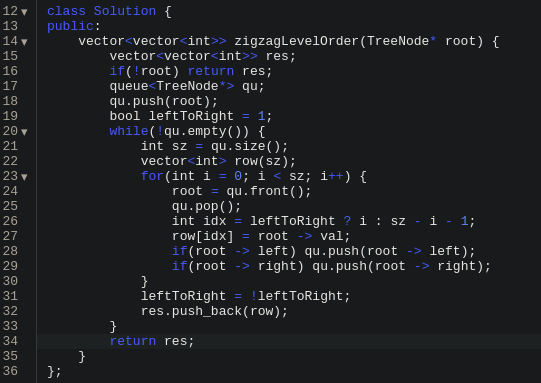 12 class Solution {
13 public:
14     vector<vector<int>> zigzagLevelOrder(TreeNode* root) {
15         vector<vector<int>> res;
16         if(!root) return res;
17         queue<TreeNode*> qu;
18         qu.push(root);
19         bool leftToRight = 1;
20         while(!qu.empty()) {
21             int sz = qu.size();
22             vector<int> row(sz);
23             for(int i = 0; i < sz; i++) {
24                 root = qu.front();
25                 qu.pop();
26                 int idx = leftToRight ? i : sz - i - 1;
27                 row[idx] = root -> val;
28                 if(root -> left) qu.push(root -> left);
29                 if(root -> right) qu.push(root -> right);
30             }
31             leftToRight = !leftToRight;
32             res.push_back(row);
33         }
34         return res;
35     }
36 };